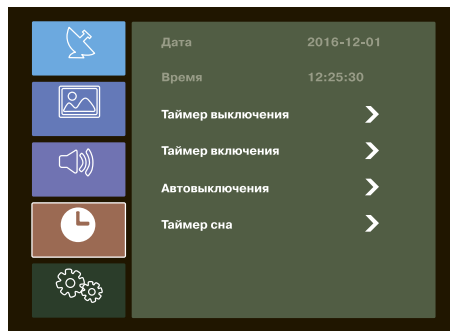 Дата 2016-12-01
Время 12:25:30
Таймер выключения
Таймер включения
Автовыключения
Таймер сна